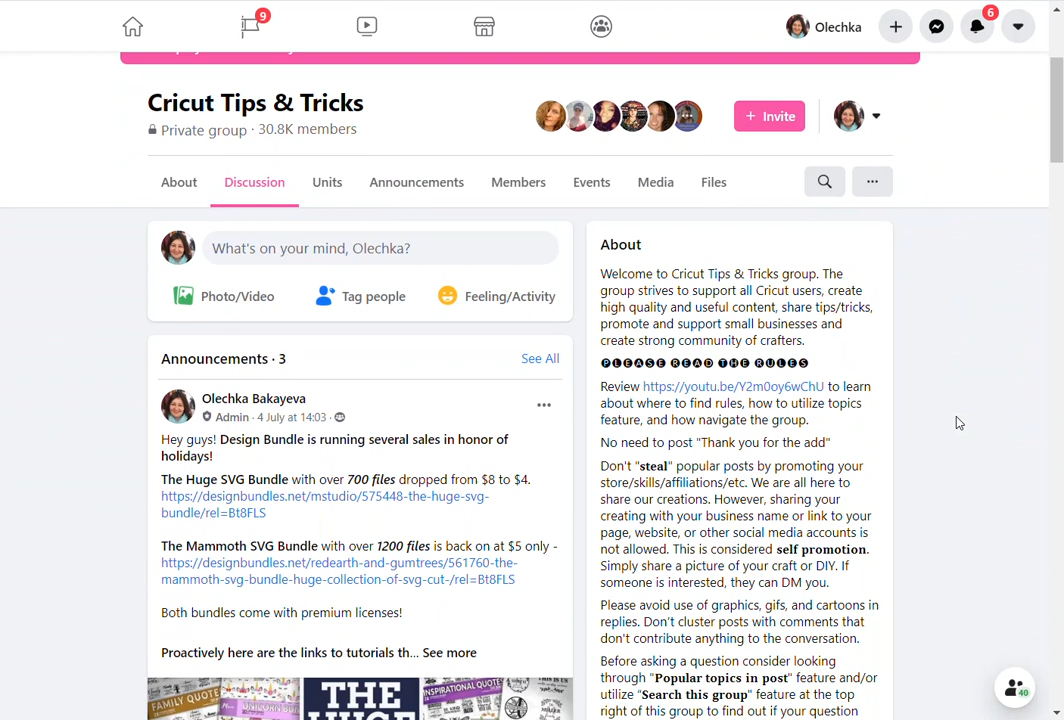 9
6
Olechka
Cricut Tips & Tricks
Private group · 30.8K members
+ Invite
About Discussion Units Announcements Members Events Media Files
What's on your mind, Olechka?
Photo/Video Tag people Feeling/Activity
Announcements · 3 See All
Olechka Bakayeva
Admin · 4 July at 14:03 ·
Hey guys! Design Bundle is running several sales in honor of
holidays!
The Huge SVG Bundle with over 700 files dropped from $8 to $4.
https://designbundles.net/mstudio/575448-the-huge-svg-
bundle/rel=Bt8FLS
The Mammoth SVG Bundle with over 1200 files is back on at $5 only -
https://designbundles.net/redearth-and-gumtrees/561760-the-
mammoth-svg-bundle-huge-collection-of-svg-cut-/rel=Bt8FLS
Both bundles come with premium licenses!
Proactively here are the links to tutorials th... See more
FAMILY QUOTE
UNICORN BU
THE
HUGE
INSPIRATIONAL QUOTE
About
Welcome to Cricut Tips & Tricks group. The
group strives to support all Cricut users, create
high quality and useful content, share tips/tricks,
promote and support small businesses and
create strong community of crafters.
🅟🅛🅔🅐🅢🅔 🅡🅔🅐🅓 🅣🅗🅔 🅡🅤🅛🅔🅢
Review https://youtu.be/Y2m0oy6wChU to learn
about where to find rules, how to utilize topics
feature, and how navigate the group.
No need to post "Thank you for the add"
Don't "steal" popular posts by promoting your
store/skills/affiliations/etc. We are all here to
share our creations. However, sharing your
creating with your business name or link to your
page, website, or other social media accounts is
not allowed. This is considered self promotion.
Simply share a picture of your craft or DIY. If
someone is interested, they can DM you.
Please avoid use of graphics, gifs, and cartoons in
replies. Don't cluster posts with comments that
don't contribute anything to the conversation.
Before asking a question consider looking
through "Popular topics in post" feature and/or
utilize "Search this group" feature at the top
right of this group to find out if your question
40